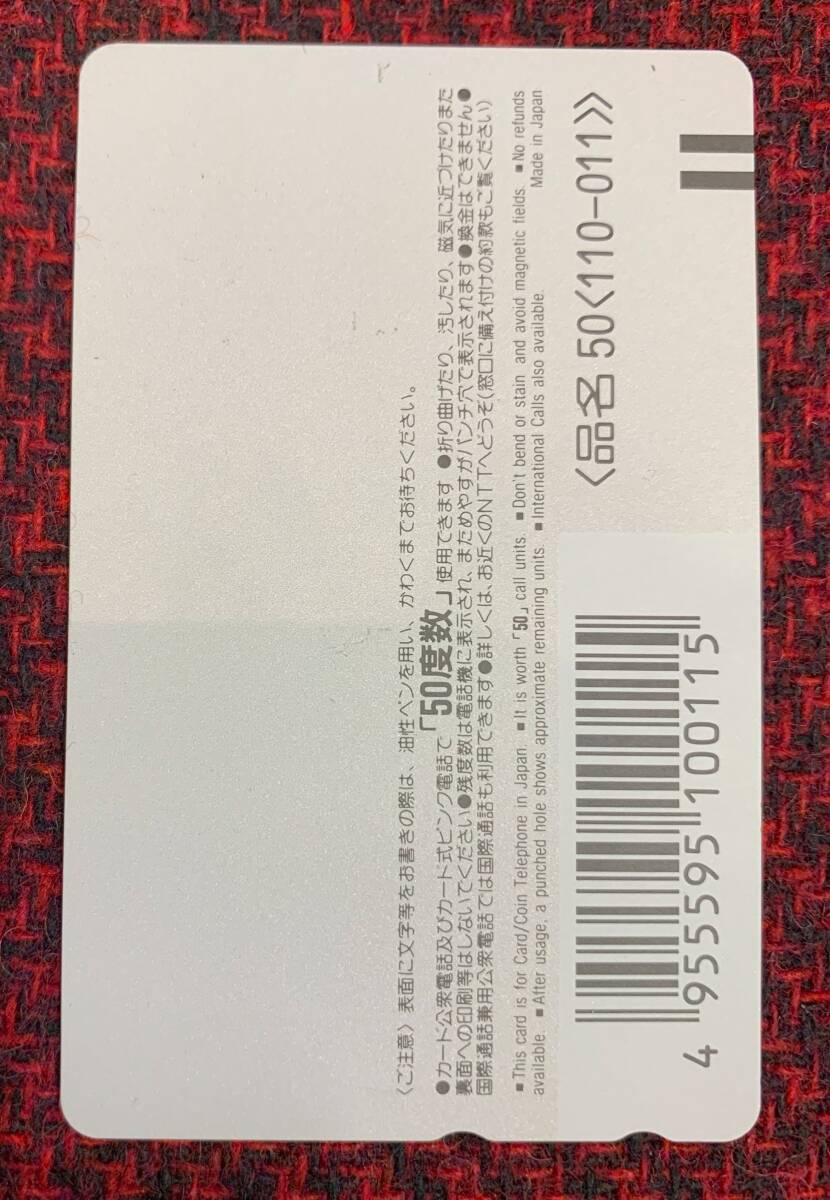 〈ご注意〉表面に文字等をお書きの際は、油性ペンを用い、かわくまでお待ちください。
●カード公衆電話及びカード式ピンク電話で「50度数」使用できます ●折り曲げたり、汚したり、磁気に近づけたりまた
裏面への印刷等はしないでください●残度数は電話機に表示され、まためやすがパンチ穴で表示されます●換金はできません●
国際通話兼用公衆電話では国際通話も利用できます●詳しくは、お近くのNTTへどうぞ(窓口に備え付けの約款もご覧ください)
■This card is for Card/Coin Telephone in Japan. ■It is worth「50」call units. ■Don't bend or stain and avoid magnetic fields. ■No refunds
available. ■After usage, a punched hole shows approximate remaining units. ■International Calls also available. Made in Japan
〈品名 50〈110-011〉〉
4 955595 100115